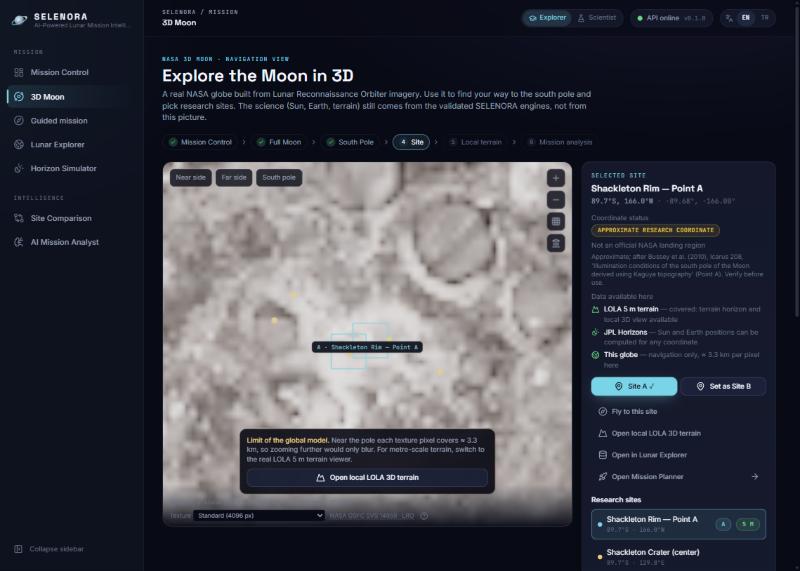 SELENORA
AI-Powered Lunar Mission Intelli...
MISSION
Mission Control
3D Moon
Guided mission
Lunar Explorer
Horizon Simulator
INTELLIGENCE
Site Comparison
AI Mission Analyst
Collapse sidebar
SELENORA / MISSION
3D Moon
Explorer
Scientist
API online v0.1.0
EN
TR
NASA 3D MOON · NAVIGATION VIEW
Explore the Moon in 3D
A real NASA globe built from Lunar Reconnaissance Orbiter imagery. Use it to find your way to the south pole and
pick research sites. The science (Sun, Earth, terrain) still comes from the validated SELENORA engines, not from
this picture.
Mission Control
Full Moon
South Pole
4 Site
5 Local terrain
6 Mission analysis
Near side
Far side
South pole
A · Shackleton Rim — Point A
Limit of the global model. Near the pole each texture pixel covers ≈ 3.3
km, so zooming further would only blur. For metre-scale terrain, switch to
the real LOLA 5 m terrain viewer.
Open local LOLA 3D terrain
Texture Standard (4096 px)
NASA GSFC SVS 14959 · LRO
SELECTED SITE
Shackleton Rim — Point A
89.7°S, 166.0°W · -89.68°, -166.00°
Coordinate status
APPROXIMATE RESEARCH COORDINATE
Not an official NASA landing region
Approximate; after Bussey et al. (2010), Icarus 208,
'Illumination conditions of the south pole of the Moon
derived using Kaguya topography' (Point A). Verify before
use.
Data available here
LOLA 5 m terrain — covered: terrain horizon and
local 3D view available
JPL Horizons — Sun and Earth positions can be
computed for any coordinate
This globe — navigation only, ≈ 3.3 km per pixel
here
Site A ✓
Set as Site B
Fly to this site
Open local LOLA 3D terrain
Open in Lunar Explorer
Open Mission Planner
Research sites
Shackleton Rim — Point A
A
5 M
89.7°S · 166.0°W
Shackleton Crater (center)
89.7°S · 129.8°E